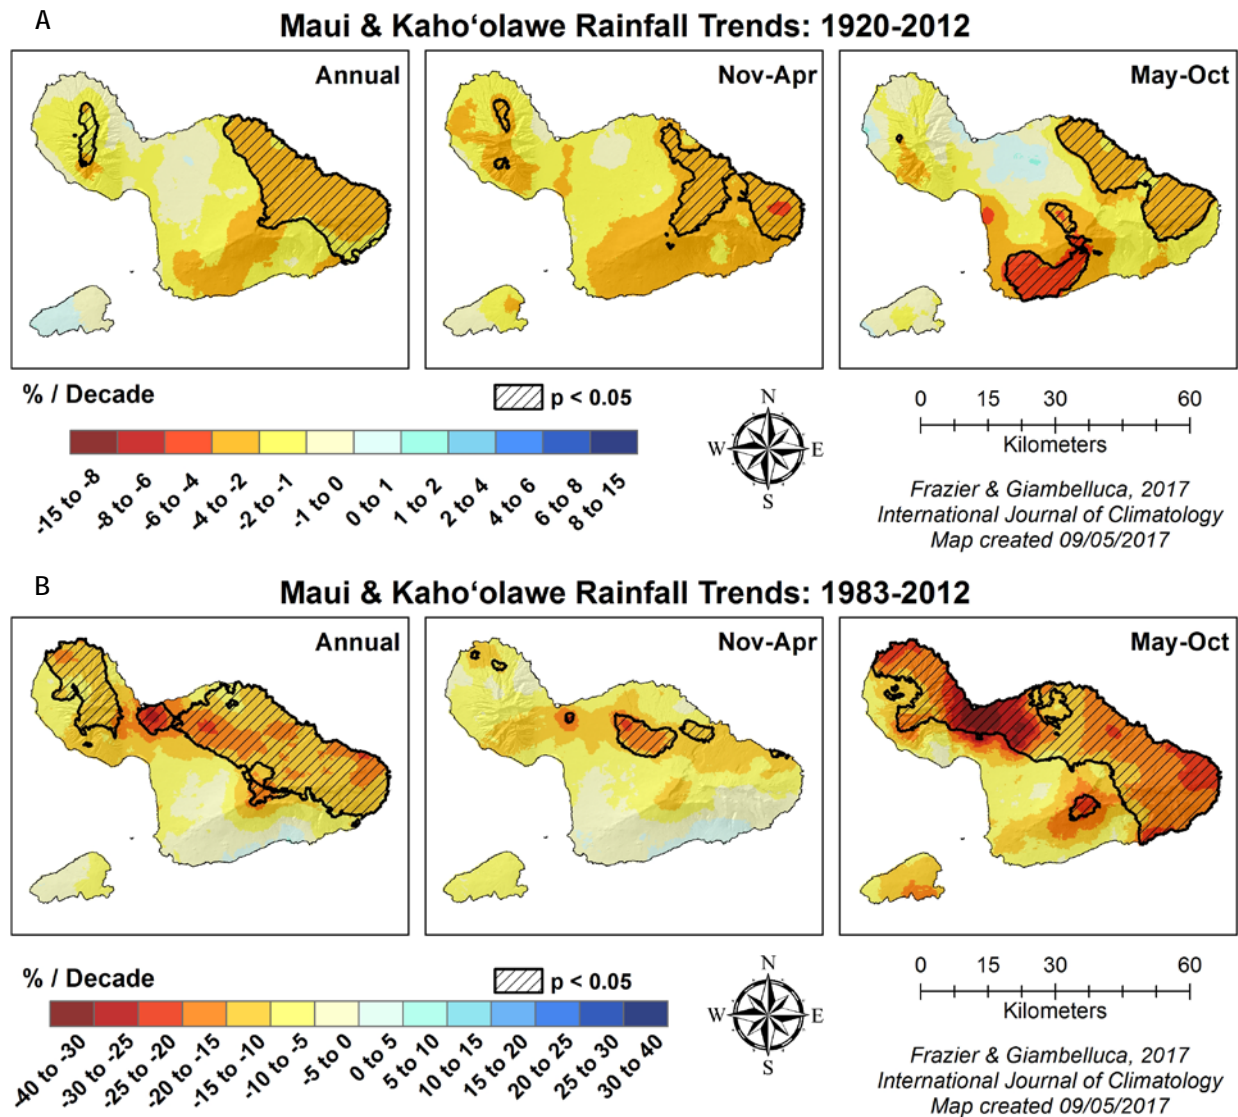 A
Maui & Kaho‘olawe Rainfall Trends: 1920-2012
Annual
Nov-Apr
May-Oct
% / Decade
p < 0.05
-15 to -8
-8 to -6
-6 to -4
-4 to -2
-2 to -1
-1 to 0
0 to 1
1 to 2
2 to 4
4 to 6
6 to 8
8 to 15
N
W
E
S
0 15 30 60
Kilometers
Frazier & Giambelluca, 2017
International Journal of Climatology
Map created 09/05/2017
B
Maui & Kaho‘olawe Rainfall Trends: 1983-2012
Annual
Nov-Apr
May-Oct
% / Decade
p < 0.05
-40 to -30
-30 to -25
-25 to -20
-20 to -15
-15 to -10
-10 to -5
-5 to 0
0 to 5
5 to 10
10 to 15
15 to 20
20 to 25
25 to 30
30 to 40
N
W
E
S
0 15 30 60
Kilometers
Frazier & Giambelluca, 2017
International Journal of Climatology
Map created 09/05/2017